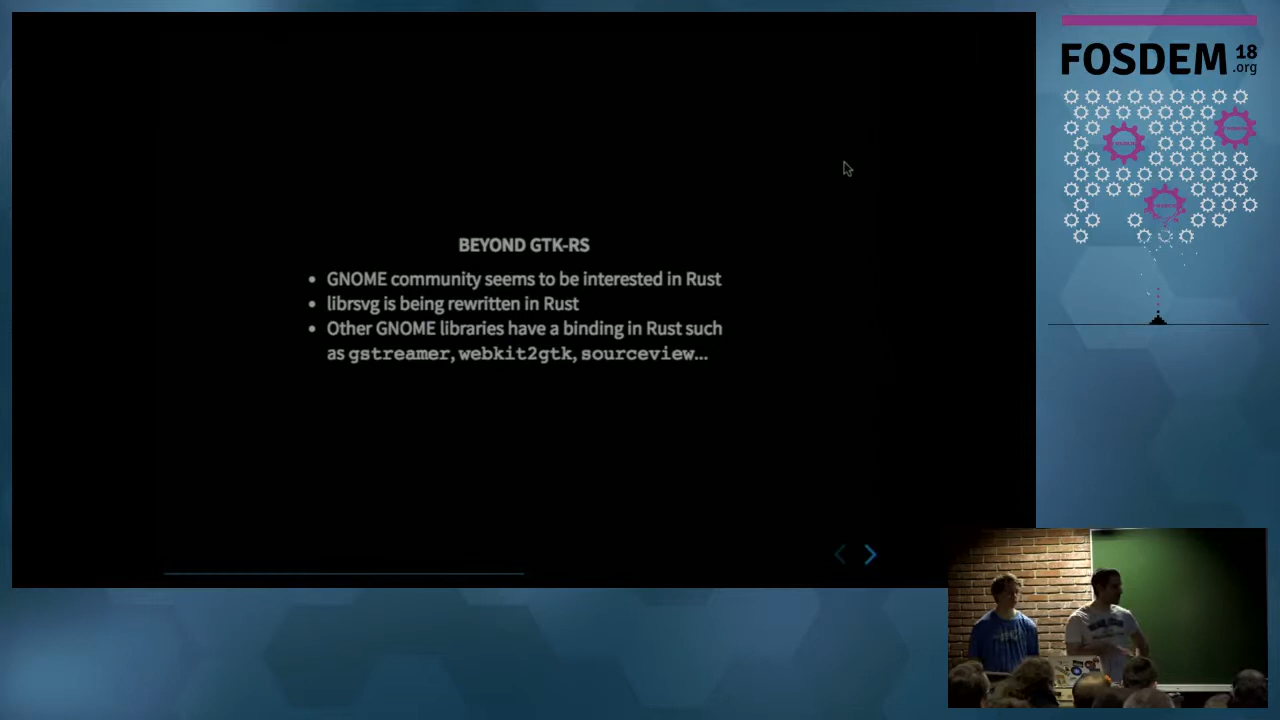 BEYOND GTK-RS
• GNOME community seems to be interested in Rust
• librsvg is being rewritten in Rust
• Other GNOME libraries have a binding in Rust such
as gstreamer, webkit2gtk, sourceview...
FOSDEM 18
.org